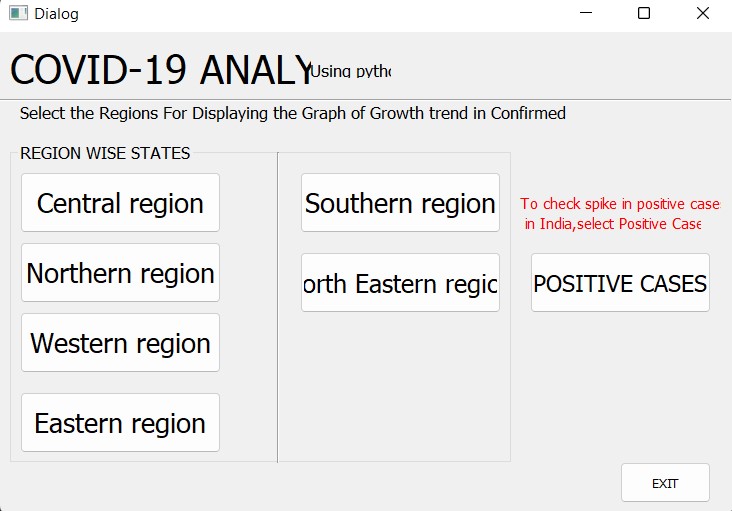 Dialog
COVID-19 ANALY
Using pytho
Select the Regions For Displaying the Graph of Growth trend in Confirmed
REGION WISE STATES
Central region
Southern region
To check spike in positive case
in India,select Positive Case
Northern region
orth Eastern regio
POSITIVE CASES
Western region
Eastern region
EXIT